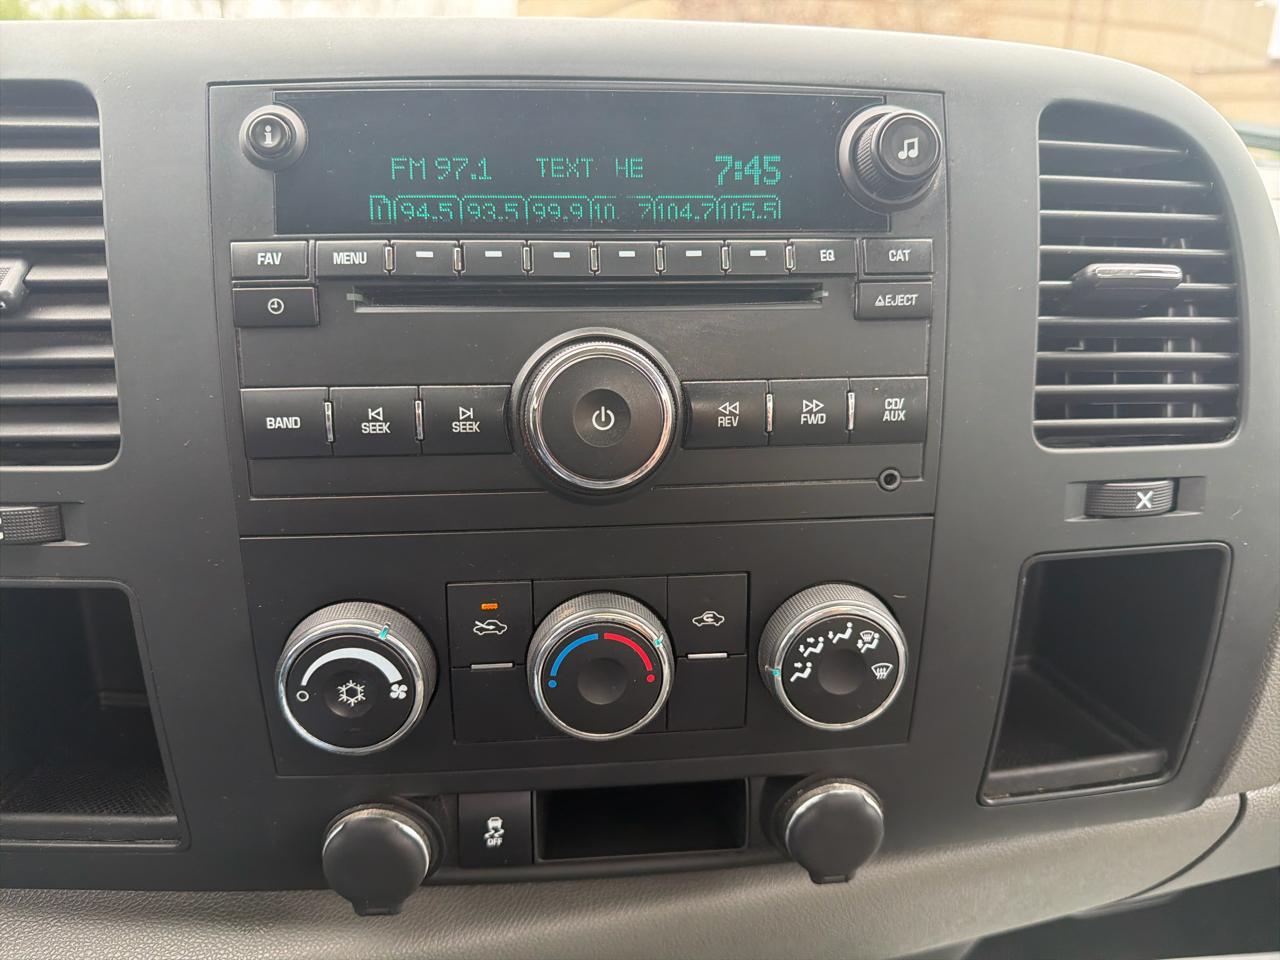 FM 97.1 TEXT HE 7:45
94.5 93.5 99.9 104.7 105.5
FAV MENU EQ CAT
EJECT
BAND SEEK SEEK REV FWD CD/
AUX
OFF